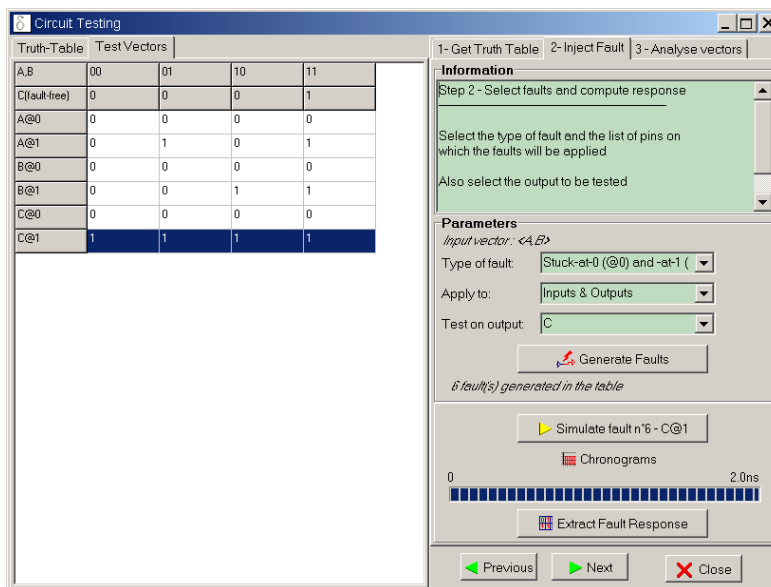 δ Circuit Testing
Truth-Table Test Vectors
A,B 00 01 10 11
C(fault-free) 0 0 0 1
A@0 0 0 0 0
A@1 0 1 0 1
B@0 0 0 0 0
B@1 0 0 1 1
C@0 0 0 0 0
C@1 1 1 1 1
1- Get Truth Table 2- Inject Fault 3 - Analyse vectors
Information
Step 2 - Select faults and compute response
Select the type of fault and the list of pins on
which the faults will be applied
Also select the output to be tested
Parameters
Input vector : <A,B>
Type of fault: Stuck-at-0 (@0) and -at-1 (
Apply to: Inputs & Outputs
Test on output: C
Generate Faults
6 fault(s) generated in the table
Simulate fault n°6 - C@1
Chronograms
0 2.0ns
Extract Fault Response
Previous Next Close